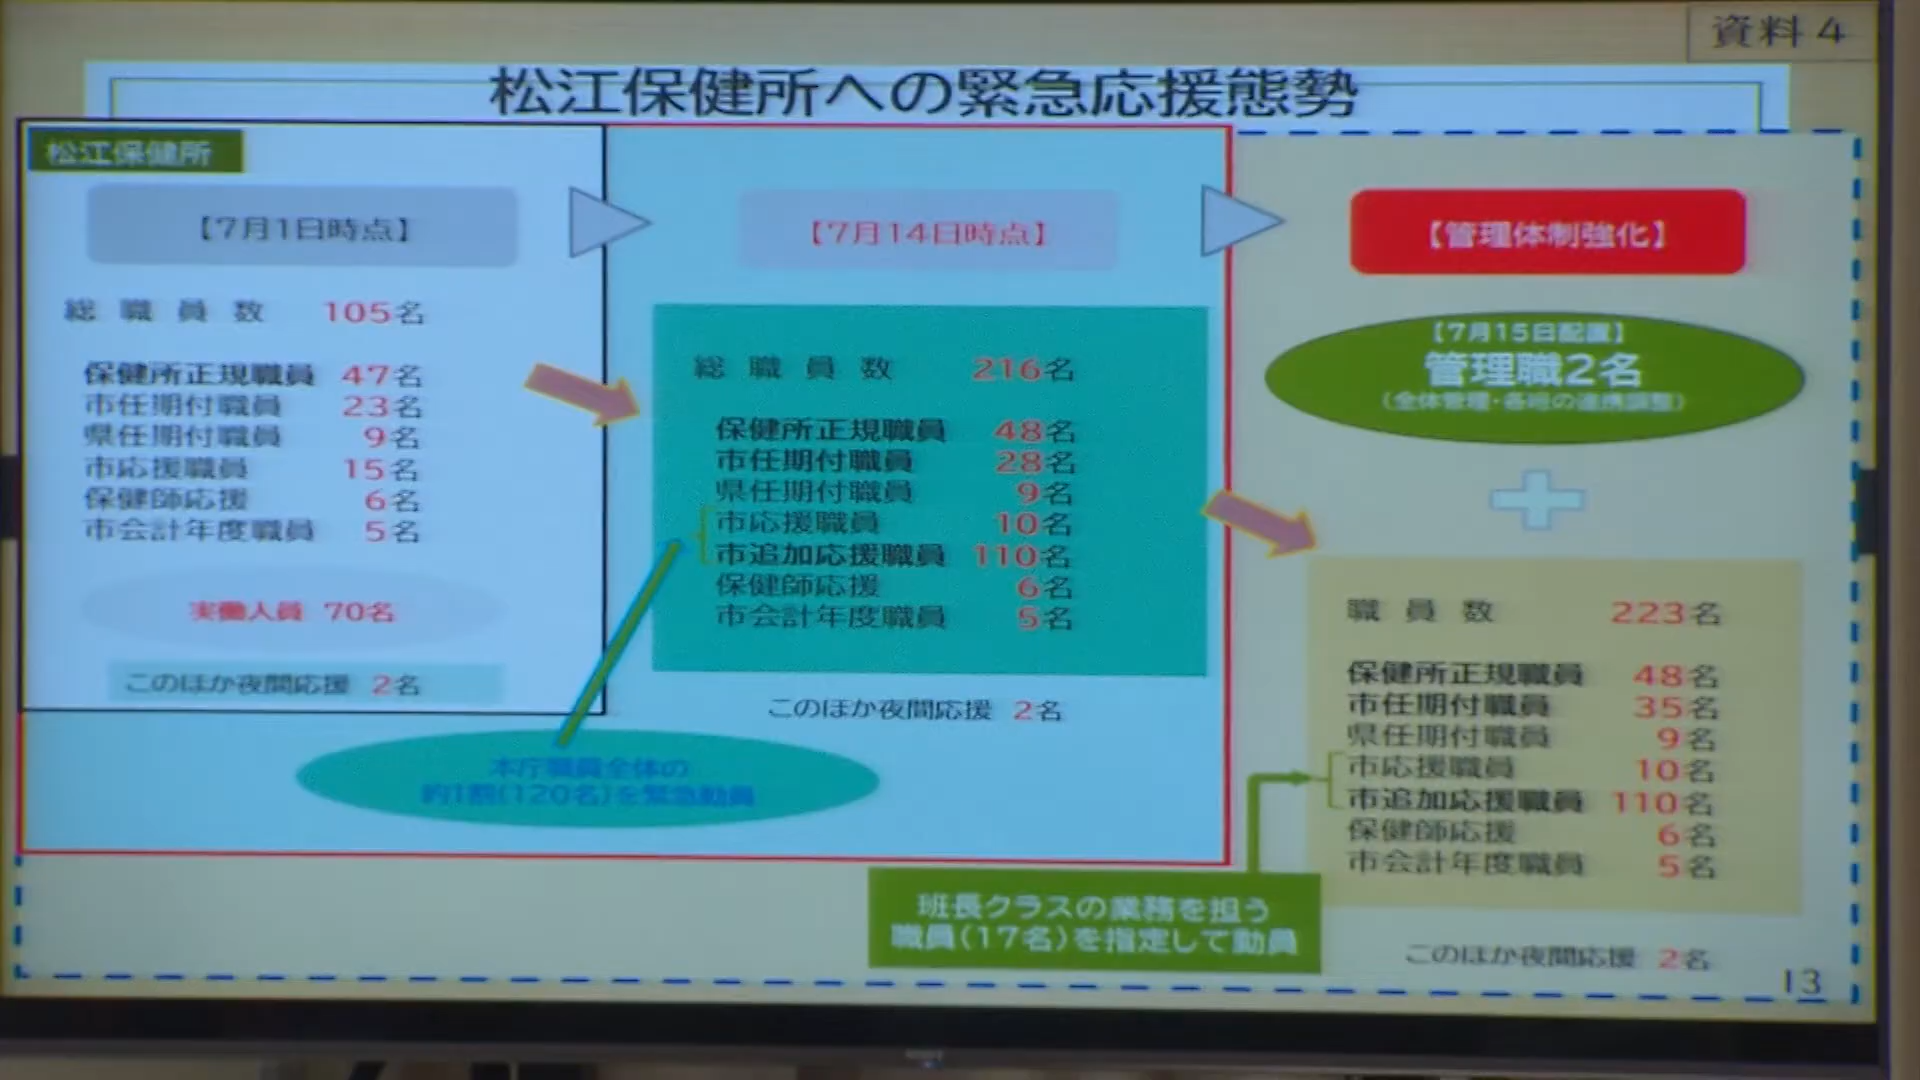 資料4
松江保健所への緊急応援態勢
松江保健所
【7月1日時点】
総職員数 105名
保健所正規職員 47名
市任期付職員 23名
県任期付職員 9名
市応援職員 15名
保健師応援 6名
市会計年度職員 5名
実働人員 70名
このほか夜間応援 2名
【7月14日時点】
総職員数 216名
保健所正規職員 48名
市任期付職員 28名
県任期付職員 9名
市応援職員 10名
市追加応援職員 110名
保健師応援 6名
市会計年度職員 5名
このほか夜間応援 2名
本庁職員全体の
約1割(120名)を緊急動員
【管理体制強化】
【7月15日配置】
管理職2名
(全体管理・各班の連携調整)
職員数 223名
保健所正規職員 48名
市任期付職員 35名
県任期付職員 9名
市応援職員 10名
市追加応援職員 110名
保健師応援 6名
市会計年度職員 5名
このほか夜間応援 2名
班長クラスの業務を担う
職員(17名)を指定して動員
13